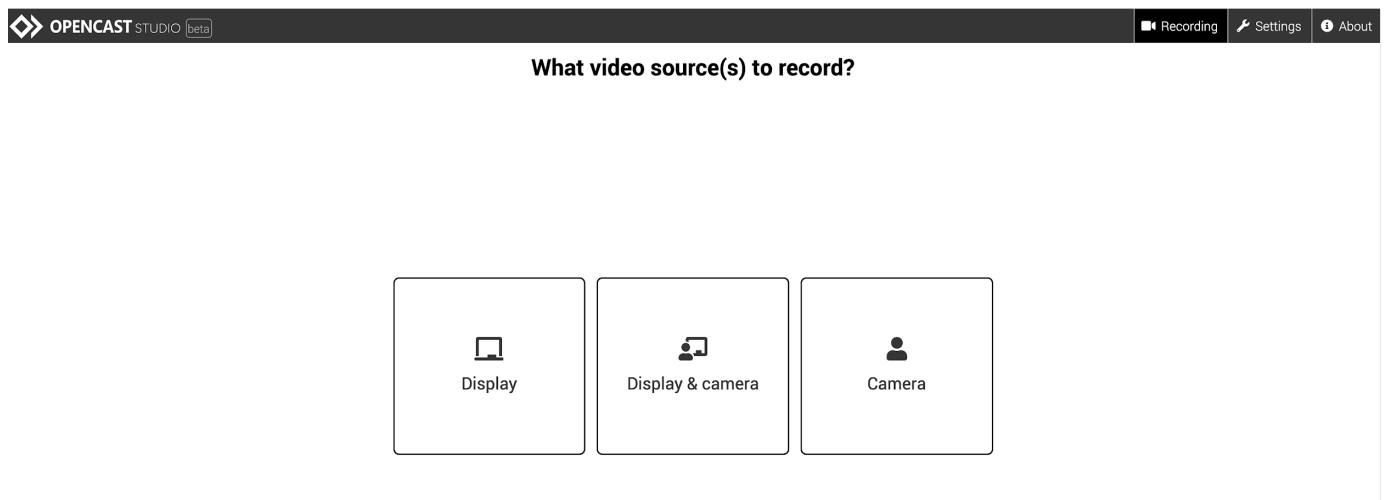 OPENCAST STUDIO beta
Recording
Settings
About
What video source(s) to record?
Display
Display & camera
Camera